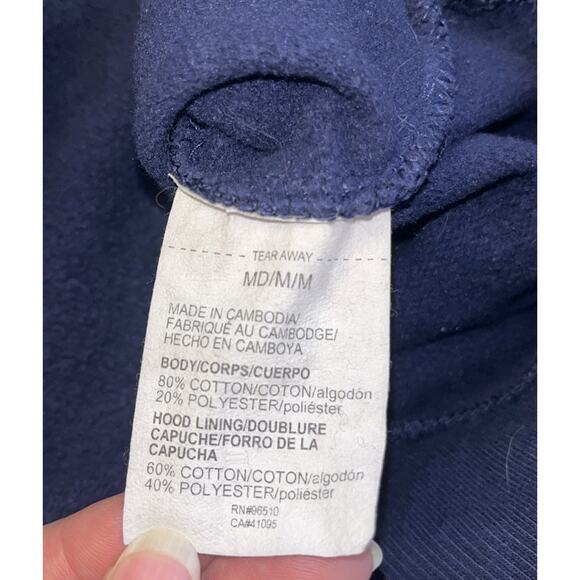 TEAR AWAY
MD/M/M
MADE IN CAMBODIA/
FABRIQUÉ AU CAMBODGE/
HECHO EN CAMBOYA
BODY/CORPS/CUERPO
80% COTTON/COTON/algodón
20% POLYESTER/poliéster
HOOD LINING/DOUBLURE
CAPUCHE/FORRO DE LA
CAPUCHA
60% COTTON/COTON/algodón
40% POLYESTER/poliéster
RN#96510
CA#41095